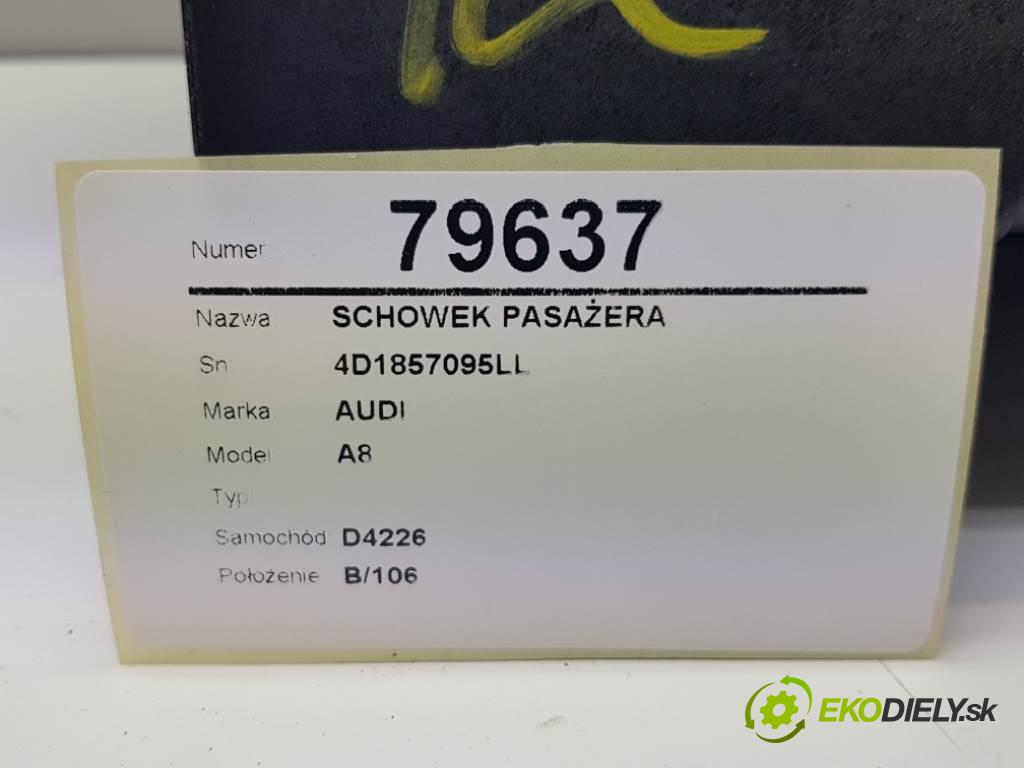 Numer 79637
Nazwa SCHOWEK PASAŻERA
Sn 4D1857095LL
Marka AUDI
Model A8
Typ:
Samochód: D4226
Położenie B/106
EKODIELY.sk